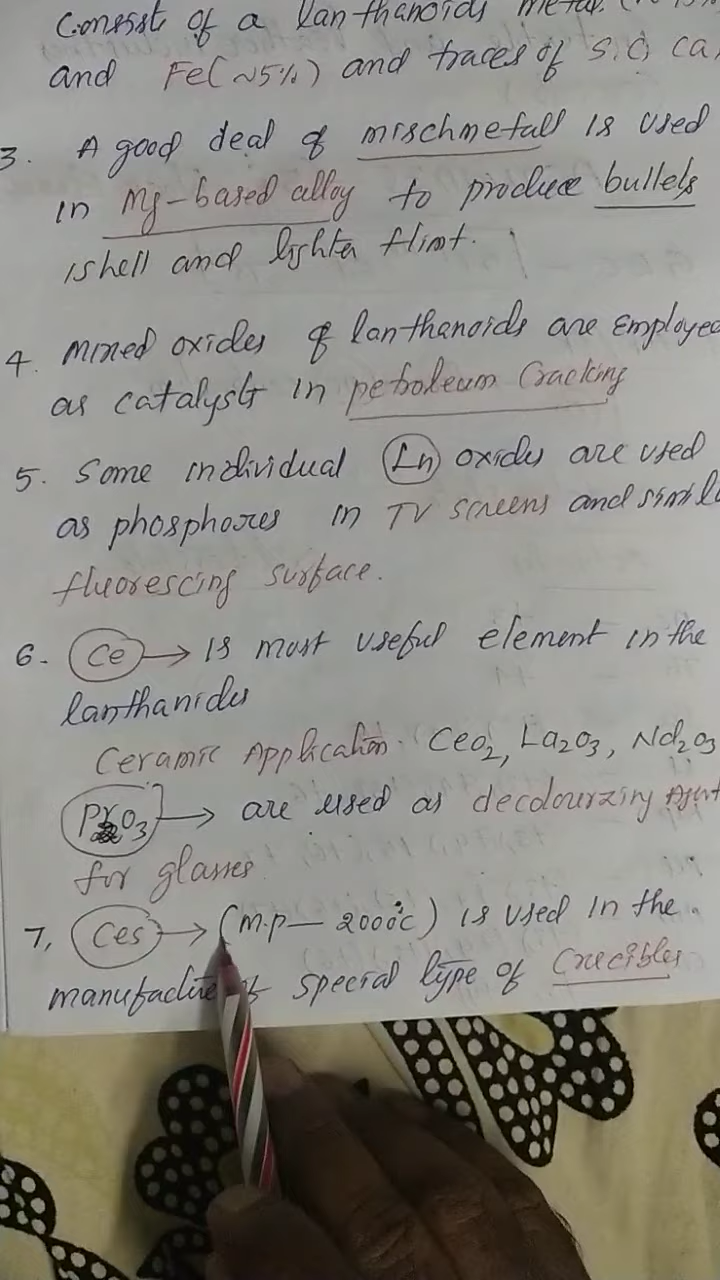 Consist of a lanthanoids metal
and Fe(~5%) and traces of S, C, Ca,
3. A good deal of mischmetall is used
in Mg-based alloy to produce bullets
, shell and lighter flint.
4. Mixed oxides of lanthanoids are Employed
as catalysts in petroleum Cracking
5. Some individual Ln oxides are used
as phosphores in TV screens and simil
fluorescing surface.
6. Ce → is most useful element in the
lanthanides
Ceramic Application. CeO2, La2O3, Nd2O3
O3 → are used as decolourizing Agent
for glasses
7, CeS → (m.p — 2000°C) is used in the
manufacture of special type of Crucibles